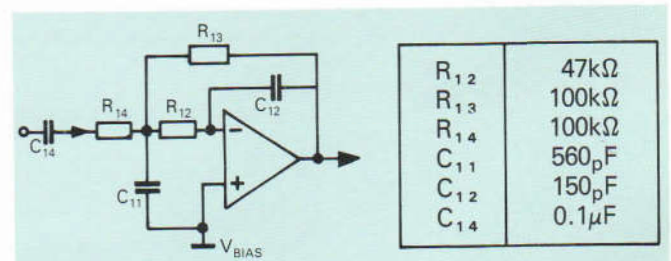 R₁₃
R₁₄
R₁₂
C₁₂
C₁₄
C₁₁
−
+
V_BIAS
R₁₂ 47kΩ
R₁₃ 100kΩ
R₁₄ 100kΩ
C₁₁ 560pF
C₁₂ 150pF
C₁₄ 0.1μF